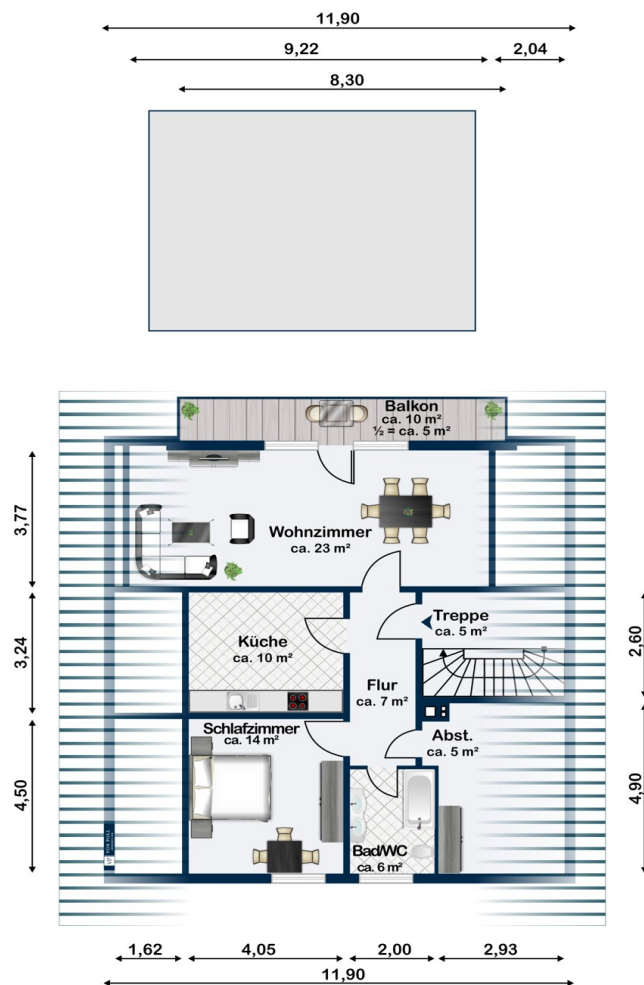 11,90
9,22
2,04
8,30
Balkon
ca. 10 m²
½ = ca. 5 m²
3,77
Wohnzimmer
ca. 23 m²
3,24
Küche
ca. 10 m²
Treppe
ca. 5 m²
2,60
Flur
ca. 7 m²
Schlafzimmer
ca. 14 m²
Abst.
ca. 5 m²
4,50
4,90
Bad/WC
ca. 6 m²
VP
1,62
4,05
2,00
2,93
11,90